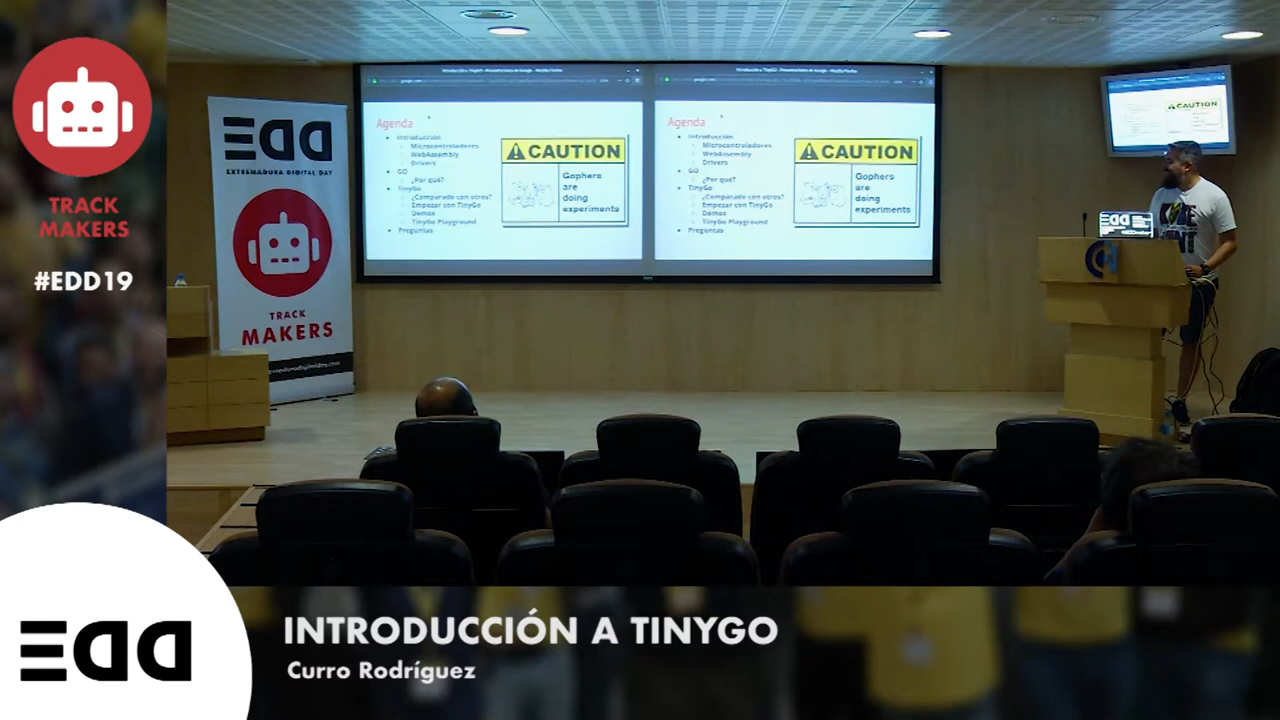 TRACK
MAKERS
#EDD19
EDD
EXTREMADURA DIGITAL DAY
TRACK
MAKERS
Agenda
Introducción
Microcontroladores
WebAssembly
Drivers
GO
¿Por qué?
TinyGo
¿Comparado con otros?
Empezar con TinyGo
Demos
TinyGo Playground
Preguntas
CAUTION
Gophers
are
doing
experiments
Agenda
Introducción
Microcontroladores
WebAssembly
Drivers
GO
¿Por qué?
TinyGo
¿Comparado con otros?
Empezar con TinyGo
Demos
TinyGo Playground
Preguntas
CAUTION
Gophers
are
doing
experiments
CAUTION
EDD
EDD
INTRODUCCIÓN A TINYGO
Curro Rodríguez